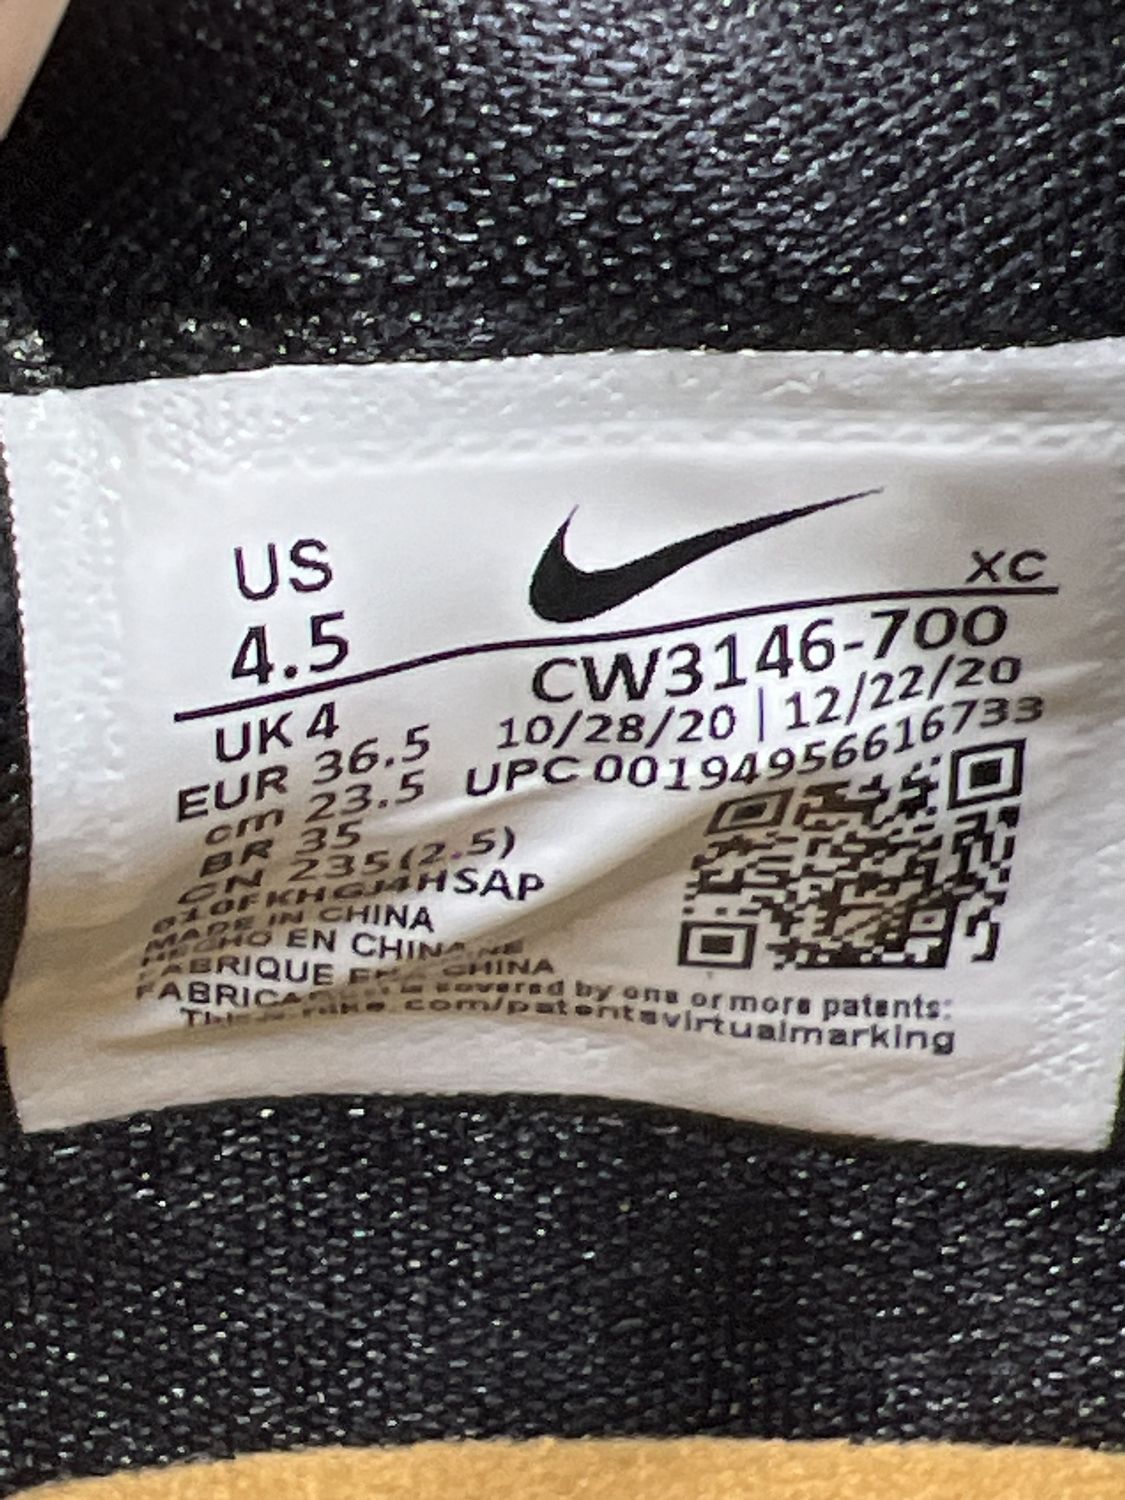 US
4.5
XC
UK 4
EUR 36.5
cm 23.5
BR 35
CN 235(2.5)
CW3146-700
10/28/20 | 12/22/20
UPC 00194956616733
MADE IN CHINA
HECHO EN CHINA
FABRIQUE EN
CHINA
is covered by one or more patents:
nike.com/patentsvirtualmarking